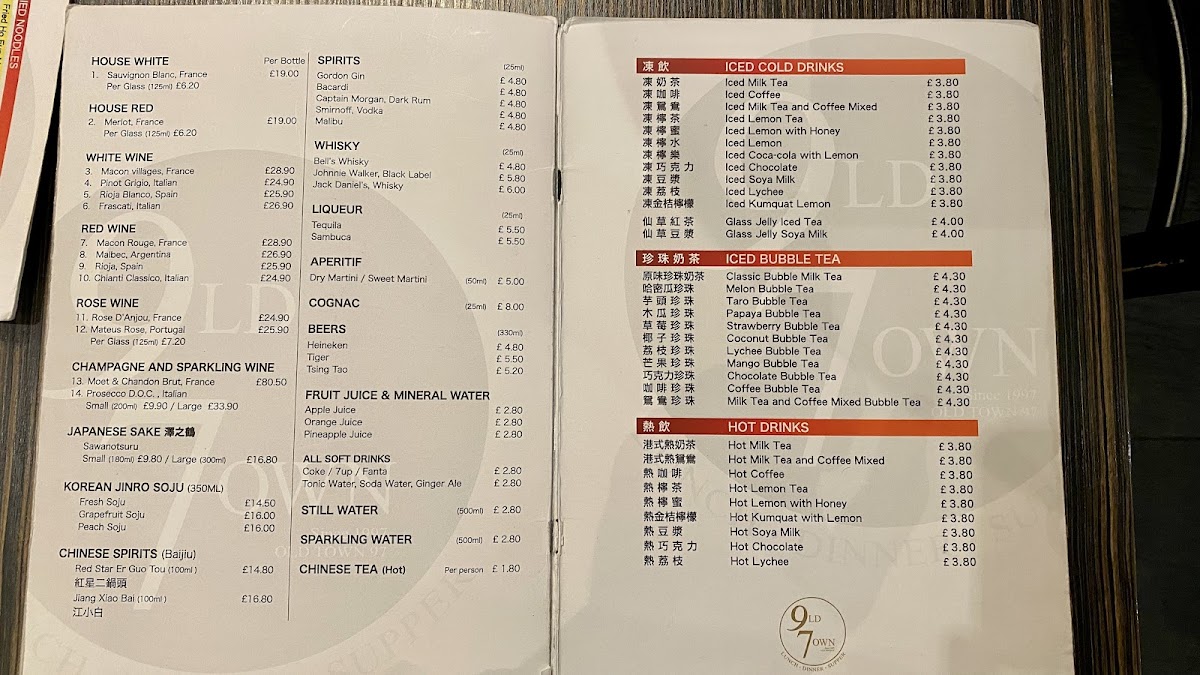 IED NOODLES
HOUSE WHITE Per Bottle
1. Sauvignon Blanc, France £19.00
Per Glass (125ml) £6.20
HOUSE RED
2. Merlot, France £19.00
Per Glass (125ml) £6.20
WHITE WINE
3. Macon villages, France £28.90
4. Pinot Grigio, Italian £24.90
5. Rioja Blanco, Spain £25.90
6. Frascati, Italian £26.90
RED WINE
7. Macon Rouge, France £28.90
8. Malbec, Argentina £26.90
9. Rioja, Spain £25.90
10. Chianti Classico, Italian £24.90
ROSE WINE
11. Rose D'Anjou, France £24.90
12. Mateus Rose, Portugal £25.90
Per Glass (125ml) £7.20
CHAMPAGNE AND SPARKLING WINE
13. Moet & Chandon Brut, France £80.50
14. Prosecco D.O.C. , Italian
Small (200ml) £9.90 / Large £33.90
JAPANESE SAKE 澤之鶴
Sawanotsuru
Small (180ml) £9.80 / Large (300ml) £16.80
KOREAN JINRO SOJU (350ML)
Fresh Soju £14.50
Grapefruit Soju £16.00
Peach Soju £16.00
CHINESE SPIRITS (Baijiu)
Red Star Er Guo Tou (100ml) £14.80
紅星二鍋頭
Jiang Xiao Bai (100ml) £16.80
江小白
SPIRITS (25ml)
Gordon Gin £ 4.80
Bacardi £ 4.80
Captain Morgan, Dark Rum £ 4.80
Smirnoff, Vodka £ 4.80
Malibu £ 4.80
WHISKY (25ml)
Bell's Whisky £ 4.80
Johnnie Walker, Black Label £ 5.80
Jack Daniel's, Whisky £ 6.00
LIQUEUR (25ml)
Tequila £ 5.50
Sambuca £ 5.50
APERITIF
Dry Martini / Sweet Martini (50ml) £ 5.00
COGNAC (25ml) £ 8.00
BEERS (330ml)
Heineken £ 4.80
Tiger £ 5.50
Tsing Tao £ 5.20
FRUIT JUICE & MINERAL WATER
Apple Juice £ 2.80
Orange Juice £ 2.80
Pineapple Juice £ 2.80
ALL SOFT DRINKS
Coke / 7up / Fanta £ 2.80
Tonic Water, Soda Water, Ginger Ale £ 2.80
STILL WATER (500ml) £ 2.80
SPARKLING WATER (500ml) £ 2.80
CHINESE TEA (Hot) Per person £ 1.80
凍飲 ICED COLD DRINKS
凍奶茶 Iced Milk Tea £3.80
凍咖啡 Iced Coffee £3.80
凍鴛鴦 Iced Milk Tea and Coffee Mixed £3.80
凍檸茶 Iced Lemon Tea £3.80
凍檸蜜 Iced Lemon with Honey £3.80
凍檸水 Iced Lemon £3.80
凍檸樂 Iced Coca-cola with Lemon £3.80
凍巧克力 Iced Chocolate £3.80
凍豆漿 Iced Soya Milk £3.80
凍荔枝 Iced Lychee £3.80
凍金桔檸檬 Iced Kumquat Lemon £3.80
仙草紅茶 Glass Jelly Iced Tea £4.00
仙草豆漿 Glass Jelly Soya Milk £4.00
珍珠奶茶 ICED BUBBLE TEA
原味珍珠奶茶 Classic Bubble Milk Tea £4.30
哈密瓜珍珠 Melon Bubble Tea £4.30
芋頭珍珠 Taro Bubble Tea £4.30
木瓜珍珠 Papaya Bubble Tea £4.30
草莓珍珠 Strawberry Bubble Tea £4.30
椰子珍珠 Coconut Bubble Tea £4.30
荔枝珍珠 Lychee Bubble Tea £4.30
芒果珍珠 Mango Bubble Tea £4.30
巧克力珍珠 Chocolate Bubble Tea £4.30
咖啡珍珠 Coffee Bubble Tea £4.30
鴛鴦珍珠 Milk Tea and Coffee Mixed Bubble Tea £4.30
熱飲 HOT DRINKS
港式熱奶茶 Hot Milk Tea £3.80
港式熱鴛鴦 Hot Milk Tea and Coffee Mixed £3.80
熱咖啡 Hot Coffee £3.80
熱檸茶 Hot Lemon Tea £3.80
熱檸蜜 Hot Lemon with Honey £3.80
熱金桔檸檬 Hot Kumquat with Lemon £3.80
熱豆漿 Hot Soya Milk £3.80
熱巧克力 Hot Chocolate £3.80
熱荔枝 Hot Lychee £3.80
9LD
7OWN
LUNCH · DINNER · SUPPER